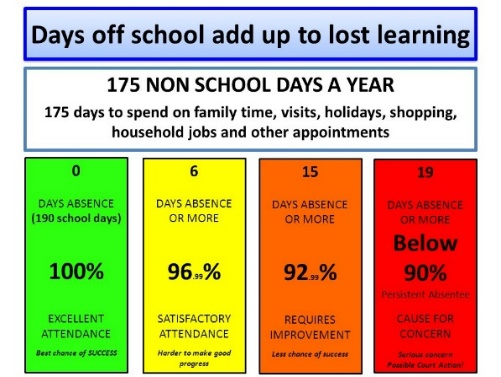 Days off school add up to lost learning
175 NON SCHOOL DAYS A YEAR
175 days to spend on family time, visits, holidays, shopping,
household jobs and other appointments
0
DAYS ABSENCE
(190 school days)
100%
EXCELLENT
ATTENDANCE
Best chance of SUCCESS
6
DAYS ABSENCE
OR MORE
96.99%
SATISFACTORY
ATTENDANCE
Harder to make good
progress
15
DAYS ABSENCE
OR MORE
92.99%
REQUIRES
IMPROVEMENT
Less chance of success
19
DAYS ABSENCE
OR MORE
Below
90%
Persistent Absentee
CAUSE FOR
CONCERN
Serious concern
Possible Court Action!